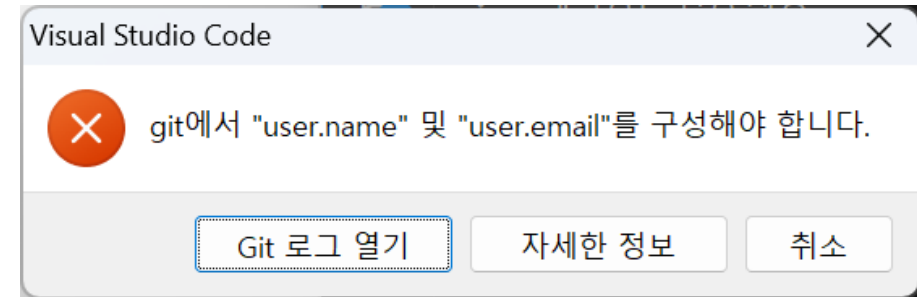 Visual Studio Code
git에서 "user.name" 및 "user.email"를 구성해야 합니다.
Git 로그 열기
자세한 정보
취소